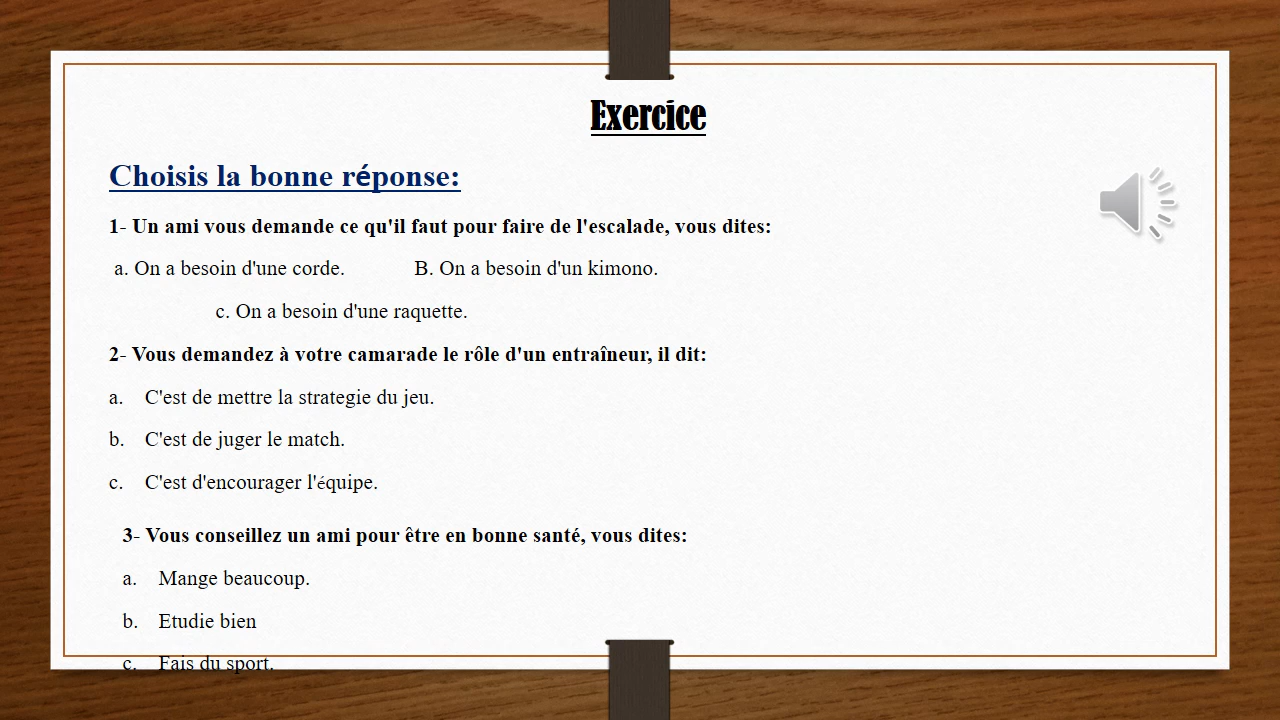 Exercice
Choisis la bonne réponse:
1- Un ami vous demande ce qu'il faut pour faire de l'escalade, vous dites:
a. On a besoin d'une corde. B. On a besoin d'un kimono.
c. On a besoin d'une raquette.
2- Vous demandez à votre camarade le rôle d'un entraîneur, il dit:
a. C'est de mettre la strategie du jeu.
b. C'est de juger le match.
c. C'est d'encourager l'équipe.
3- Vous conseillez un ami pour être en bonne santé, vous dites:
a. Mange beaucoup.
b. Etudie bien
c. Fais du sport.